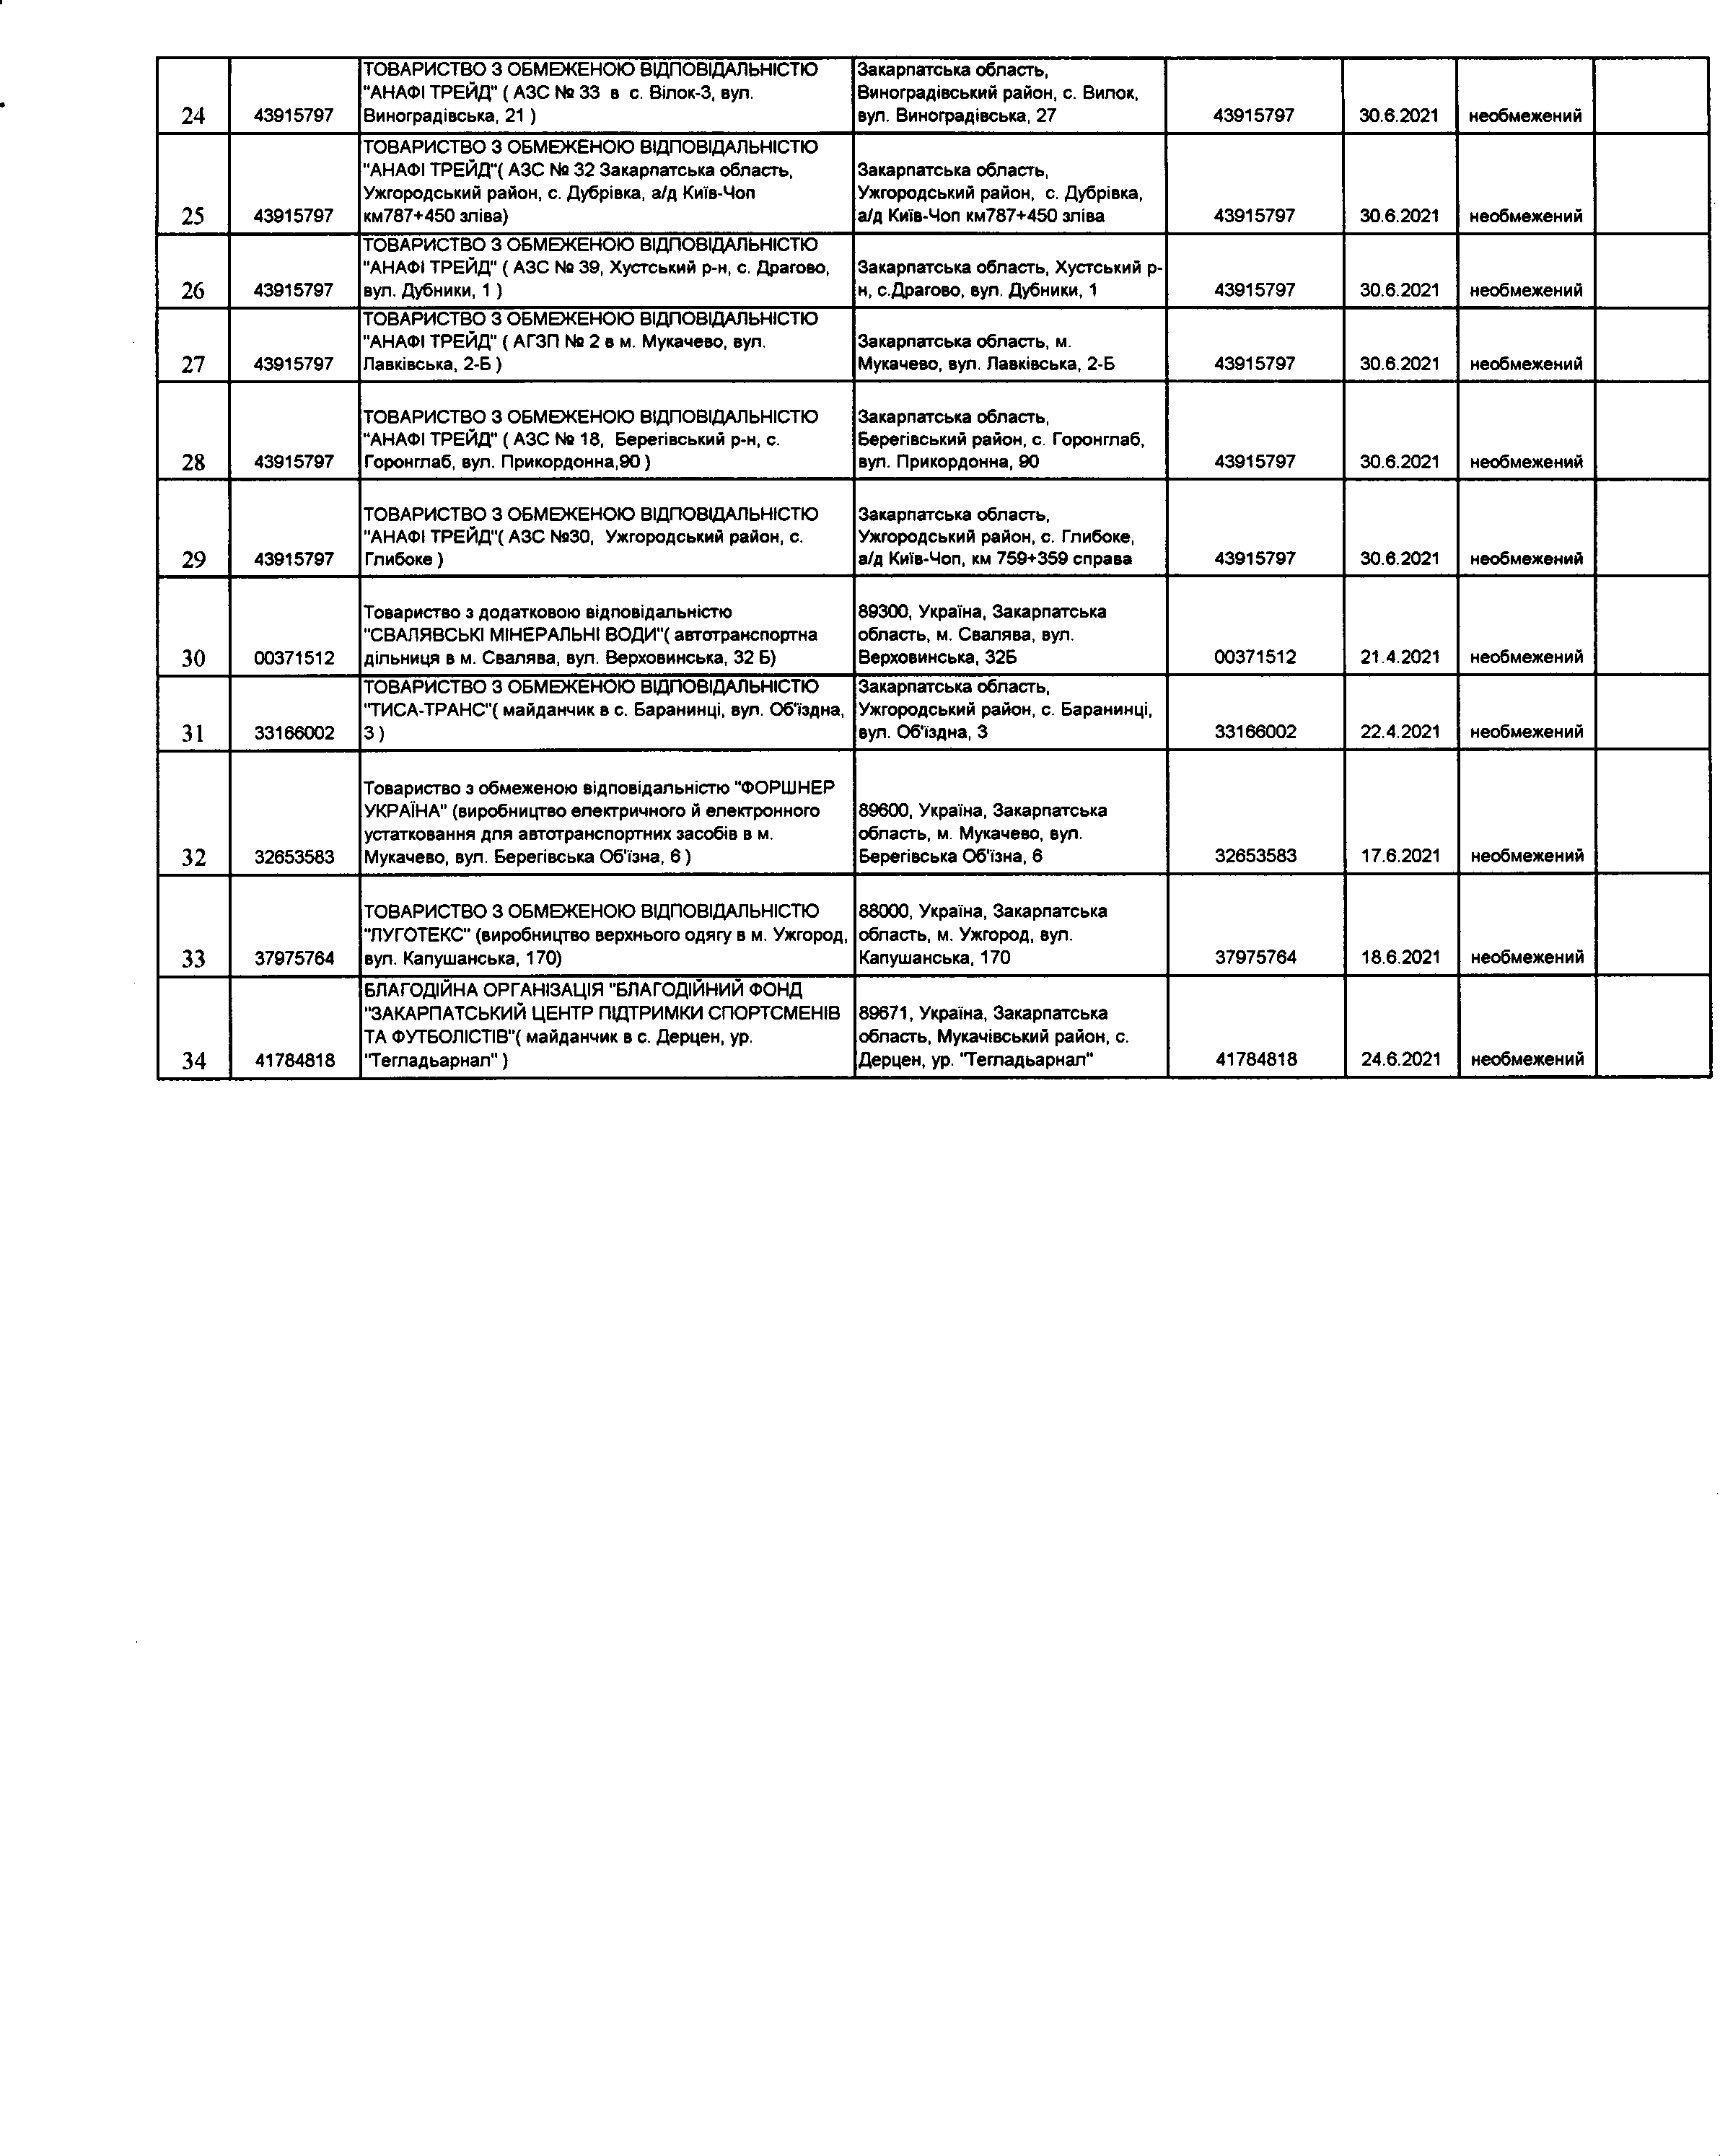 24 43915797 ТОВАРИСТВО З ОБМЕЖЕНОЮ ВІДПОВІДАЛЬНІСТЮ
"АНАФІ ТРЕЙД" ( АЗС № 33 в с. Вілок-3, вул.
Виноградівська, 21 )
Закарпатська область,
Виноградівський район, с. Вилок,
вул. Виноградівська, 27
43915797 30.6.2021 необмежений
25 43915797 ТОВАРИСТВО З ОБМЕЖЕНОЮ ВІДПОВІДАЛЬНІСТЮ
"АНАФІ ТРЕЙД"( АЗС № 32 Закарпатська область,
Ужгородський район, с. Дубрівка, а/д Київ-Чоп
км787+450 зліва)
Закарпатська область,
Ужгородський район, с. Дубрівка,
а/д Київ-Чоп км787+450 зліва
43915797 30.6.2021 необмежений
26 43915797 ТОВАРИСТВО З ОБМЕЖЕНОЮ ВІДПОВІДАЛЬНІСТЮ
"АНАФІ ТРЕЙД" ( АЗС № 39, Хустський р-н, с. Драгово,
вул. Дубники, 1 )
Закарпатська область, Хустський р-
н, с.Драгово, вул. Дубники, 1
43915797 30.6.2021 необмежений
27 43915797 ТОВАРИСТВО З ОБМЕЖЕНОЮ ВІДПОВІДАЛЬНІСТЮ
"АНАФІ ТРЕЙД" ( АГЗП № 2 в м. Мукачево, вул.
Лавківська, 2-Б )
Закарпатська область, м.
Мукачево, вул. Лавківська, 2-Б
43915797 30.6.2021 необмежений
28 43915797 ТОВАРИСТВО З ОБМЕЖЕНОЮ ВІДПОВІДАЛЬНІСТЮ
"АНАФІ ТРЕЙД" ( АЗС № 18, Берегівський р-н, с.
Горонглаб, вул. Прикордонна,90 )
Закарпатська область,
Берегівський район, с. Горонглаб,
вул. Прикордонна, 90
43915797 30.6.2021 необмежений
29 43915797 ТОВАРИСТВО З ОБМЕЖЕНОЮ ВІДПОВІДАЛЬНІСТЮ
"АНАФІ ТРЕЙД"( АЗС №30, Ужгородський район, с.
Глибоке )
Закарпатська область,
Ужгородський район, с. Глибоке,
а/д Київ-Чоп, км 759+359 справа
43915797 30.6.2021 необмежений
30 00371512 Товариство з додатковою відповідальністю
"СВАЛЯВСЬКІ МІНЕРАЛЬНІ ВОДИ"( автотранспортна
дільниця в м. Свалява, вул. Верховинська, 32 Б)
89300, Україна, Закарпатська
область, м. Свалява, вул.
Верховинська, 32Б
00371512 21.4.2021 необмежений
31 33166002 ТОВАРИСТВО З ОБМЕЖЕНОЮ ВІДПОВІДАЛЬНІСТЮ
"ТИСА-ТРАНС"( майданчик в с. Баранинці, вул. Об'їздна,
3 )
Закарпатська область,
Ужгородський район, с. Баранинці,
вул. Об'їздна, 3
33166002 22.4.2021 необмежений
32 32653583 Товариство з обмеженою відповідальністю "ФОРШНЕР
УКРАЇНА" (виробництво електричного й електронного
устатковання для автотранспортних засобів в м.
Мукачево, вул. Берегівська Об'їзна, 6 )
89600, Україна, Закарпатська
область, м. Мукачево, вул.
Берегівська Об'їзна, 6
32653583 17.6.2021 необмежений
33 37975764 ТОВАРИСТВО З ОБМЕЖЕНОЮ ВІДПОВІДАЛЬНІСТЮ
"ЛУГОТЕКС" (виробництво верхнього одягу в м. Ужгород,
вул. Капушанська, 170)
88000, Україна, Закарпатська
область, м. Ужгород, вул.
Капушанська, 170
37975764 18.6.2021 необмежений
34 41784818 БЛАГОДІЙНА ОРГАНІЗАЦІЯ "БЛАГОДІЙНИЙ ФОНД
"ЗАКАРПАТСЬКИЙ ЦЕНТР ПІДТРИМКИ СПОРТСМЕНІВ
ТА ФУТБОЛІСТІВ"( майданчик в с. Дерцен, ур.
"Тегладьарнал" )
89671, Україна, Закарпатська
область, Мукачівський район, с.
Дерцен, ур. "Тегладьарнал"
41784818 24.6.2021 необмежений